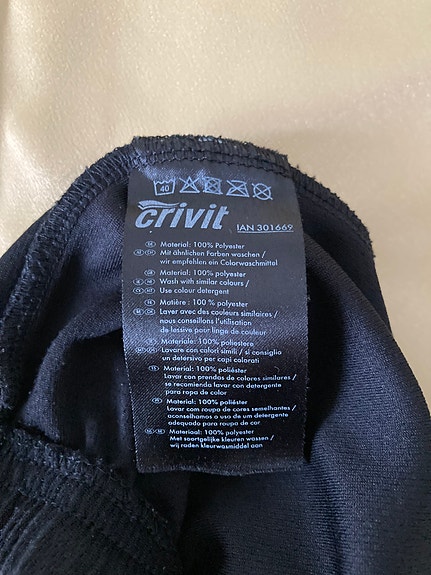 40
crivit
IAN 301669
Material: 100% Polyester
Mit ähnlichen Farben waschen /
wir empfehlen ein Colorwaschmittel
Material: 100% polyester
Wash with similar colours /
Use colour detergent
Matière : 100 % polyester
Laver avec des couleurs similaires /
nous conseillons l'utilisation
de lessive pour linge de couleur
Materiale: 100% poliestere
Lavare con colori simili / si consiglia
un detersivo per capi colorati
Material: 100% poliéster
Lavar con prendas de colores similares /
se recomienda lavar con detergente
para ropa de color
Material: 100% poliéster
Lavar com roupa de cores semelhantes /
aconselhamos o uso de um detergente
adequado para roupa de cor
Materiaal: 100% polyester
Met soortgelijke kleuren wassen /
wij raden kleurwasmiddel aan